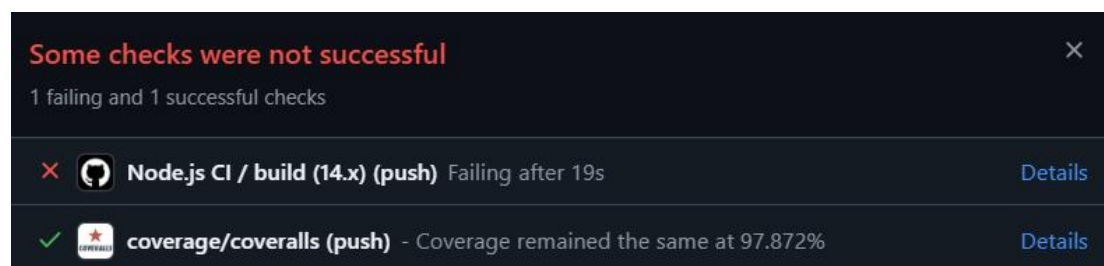 Some checks were not successful
1 failing and 1 successful checks
Node.js CI / build (14.x) (push) Failing after 19s Details
COVERALLS
coverage/coveralls (push) - Coverage remained the same at 97.872% Details